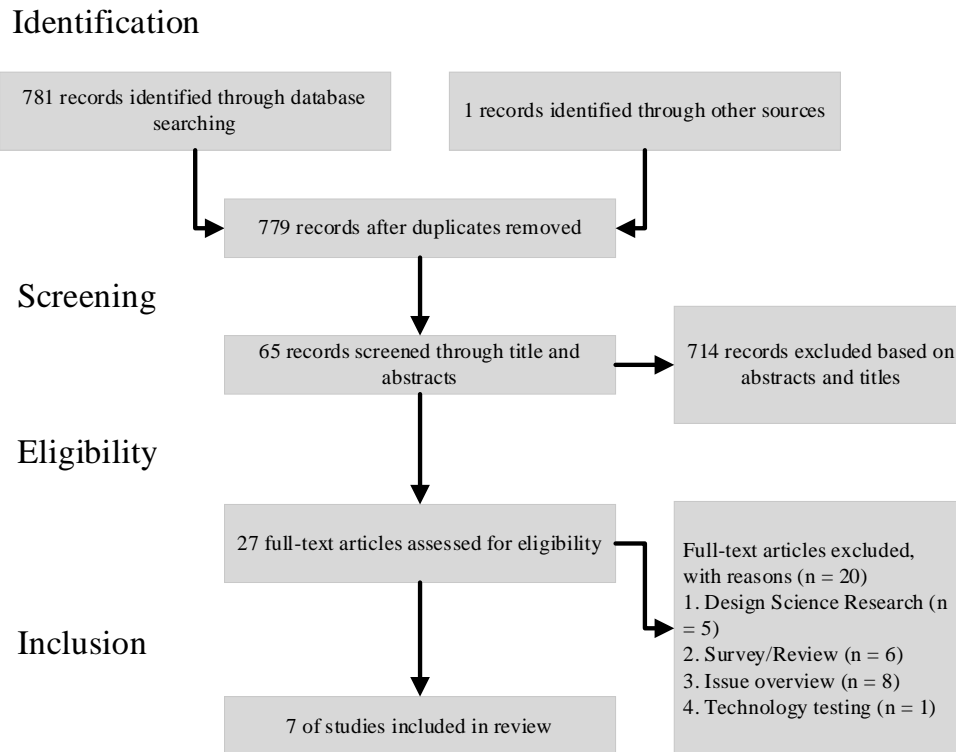 Identification
781 records identified through database
searching
1 records identified through other sources
779 records after duplicates removed
Screening
65 records screened through title and
abstracts
714 records excluded based on
abstracts and titles
Eligibility
27 full-text articles assessed for eligibility
Full-text articles excluded,
with reasons (n = 20)
1. Design Science Research (n
= 5)
2. Survey/Review (n = 6)
3. Issue overview (n = 8)
4. Technology testing (n = 1)
Inclusion
7 of studies included in review